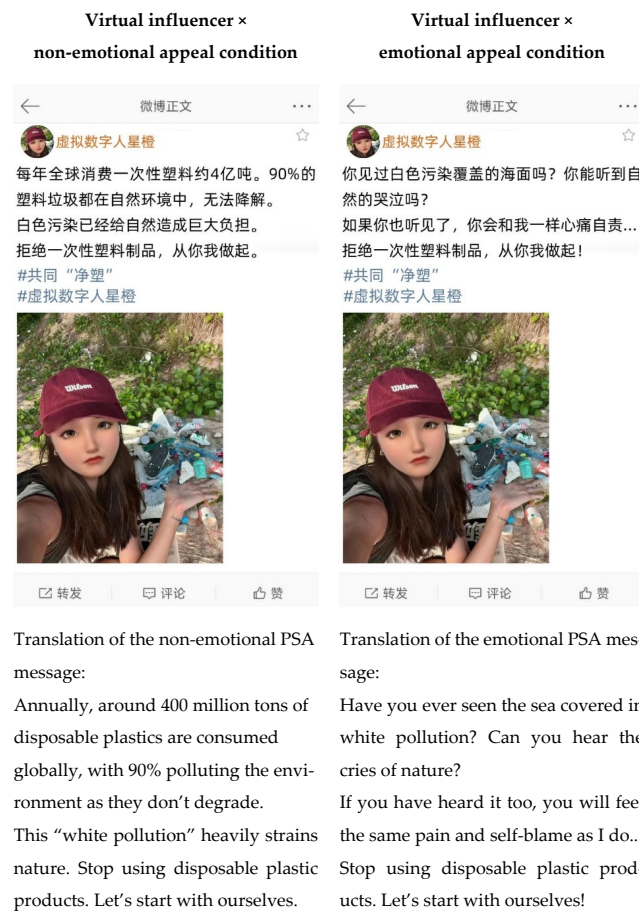 Virtual influencer ×
non-emotional appeal condition
微博正文
虚拟数字人星橙
每年全球消费一次性塑料约4亿吨。90%的
塑料垃圾都在自然环境中，无法降解。
白色污染已经给自然造成巨大负担。
拒绝一次性塑料制品，从你我做起。
#共同“净塑”
#虚拟数字人星橙
Wilson
转发 评论 赞
Translation of the non-emotional PSA
message:
Annually, around 400 million tons of
disposable plastics are consumed
globally, with 90% polluting the envi-
ronment as they don’t degrade.
This “white pollution” heavily strains
nature. Stop using disposable plastic
products. Let’s start with ourselves.
Virtual influencer ×
emotional appeal condition
微博正文
虚拟数字人星橙
你见过白色污染覆盖的海面吗？你能听到自
然的哭泣吗？
如果你也听见了，你会和我一样心痛自责...
拒绝一次性塑料制品，从你我做起！
#共同“净塑”
#虚拟数字人星橙
Wilson
转发 评论 赞
Translation of the emotional PSA mes-
sage:
Have you ever seen the sea covered in
white pollution? Can you hear the
cries of nature?
If you have heard it too, you will feel
the same pain and self-blame as I do...
Stop using disposable plastic prod-
ucts. Let’s start with ourselves!